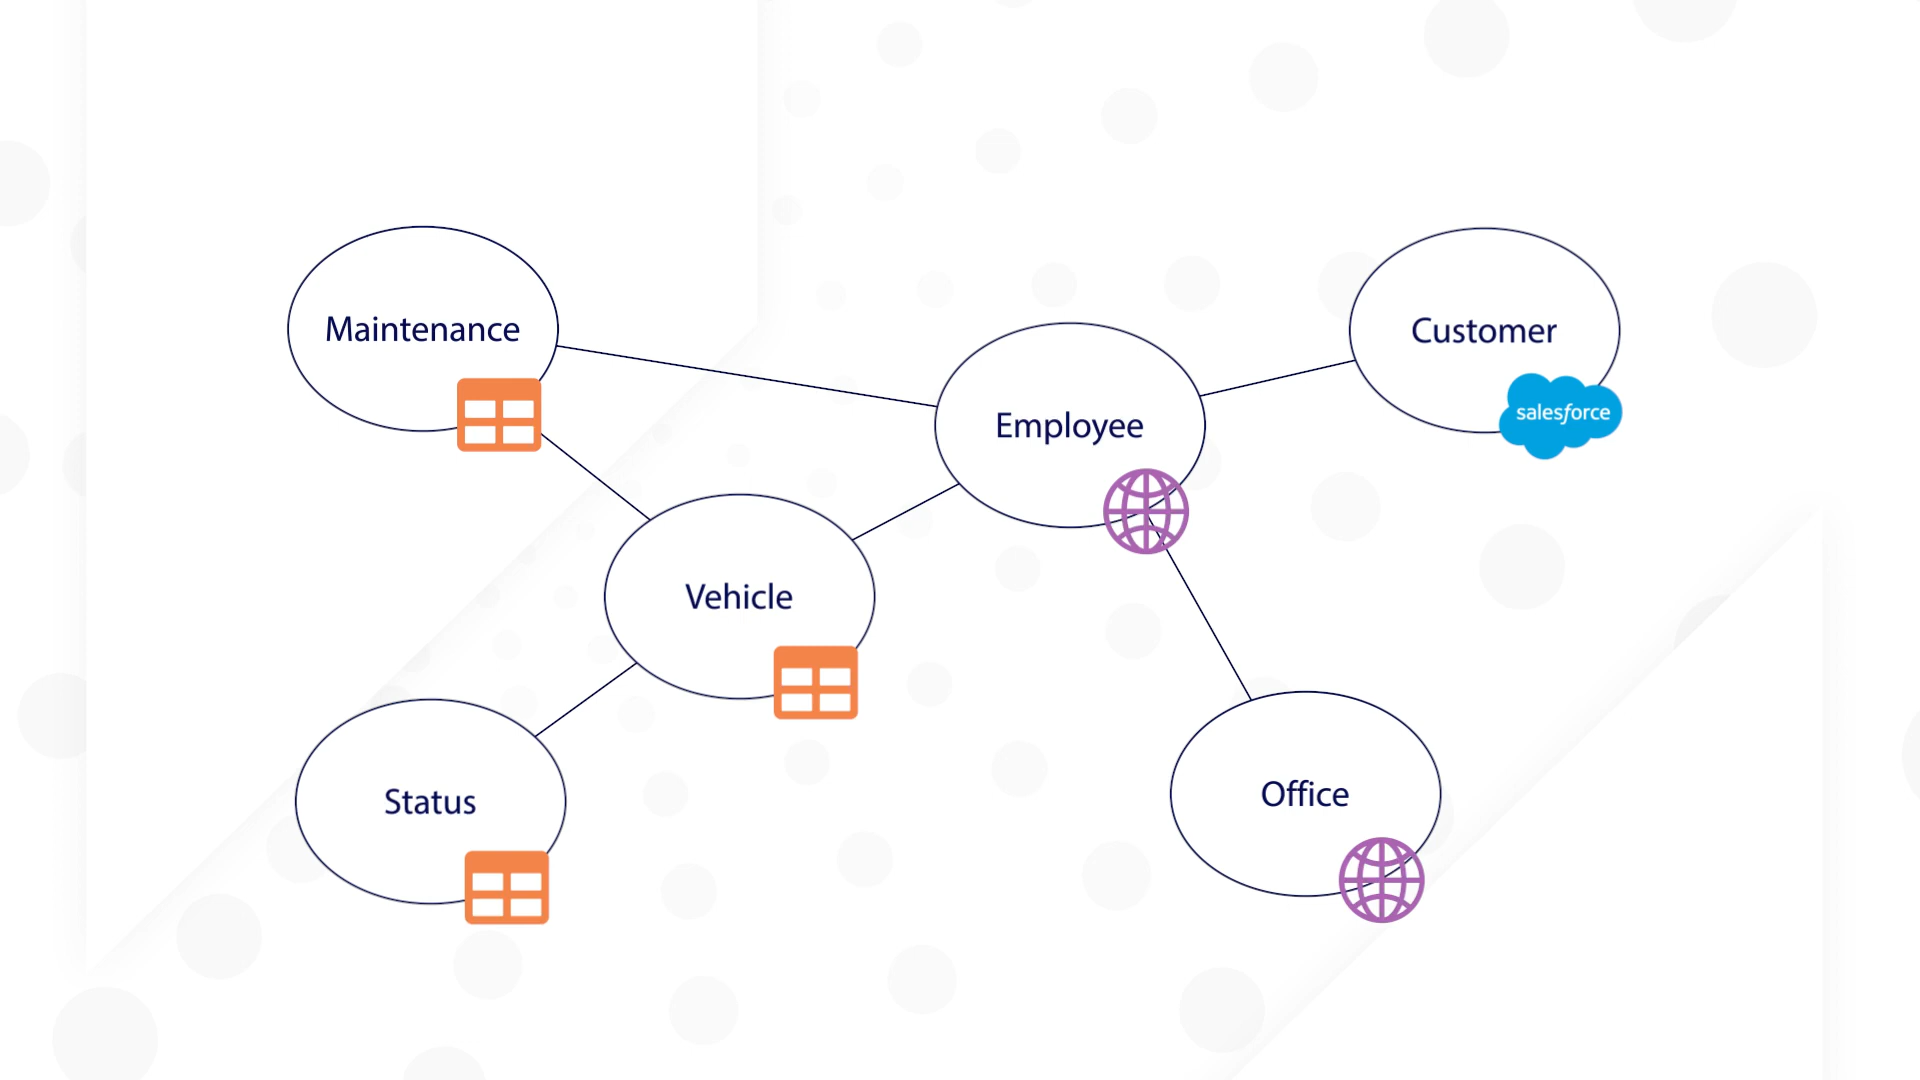 Maintenance
Customer
salesforce
Employee
Vehicle
Office
Status